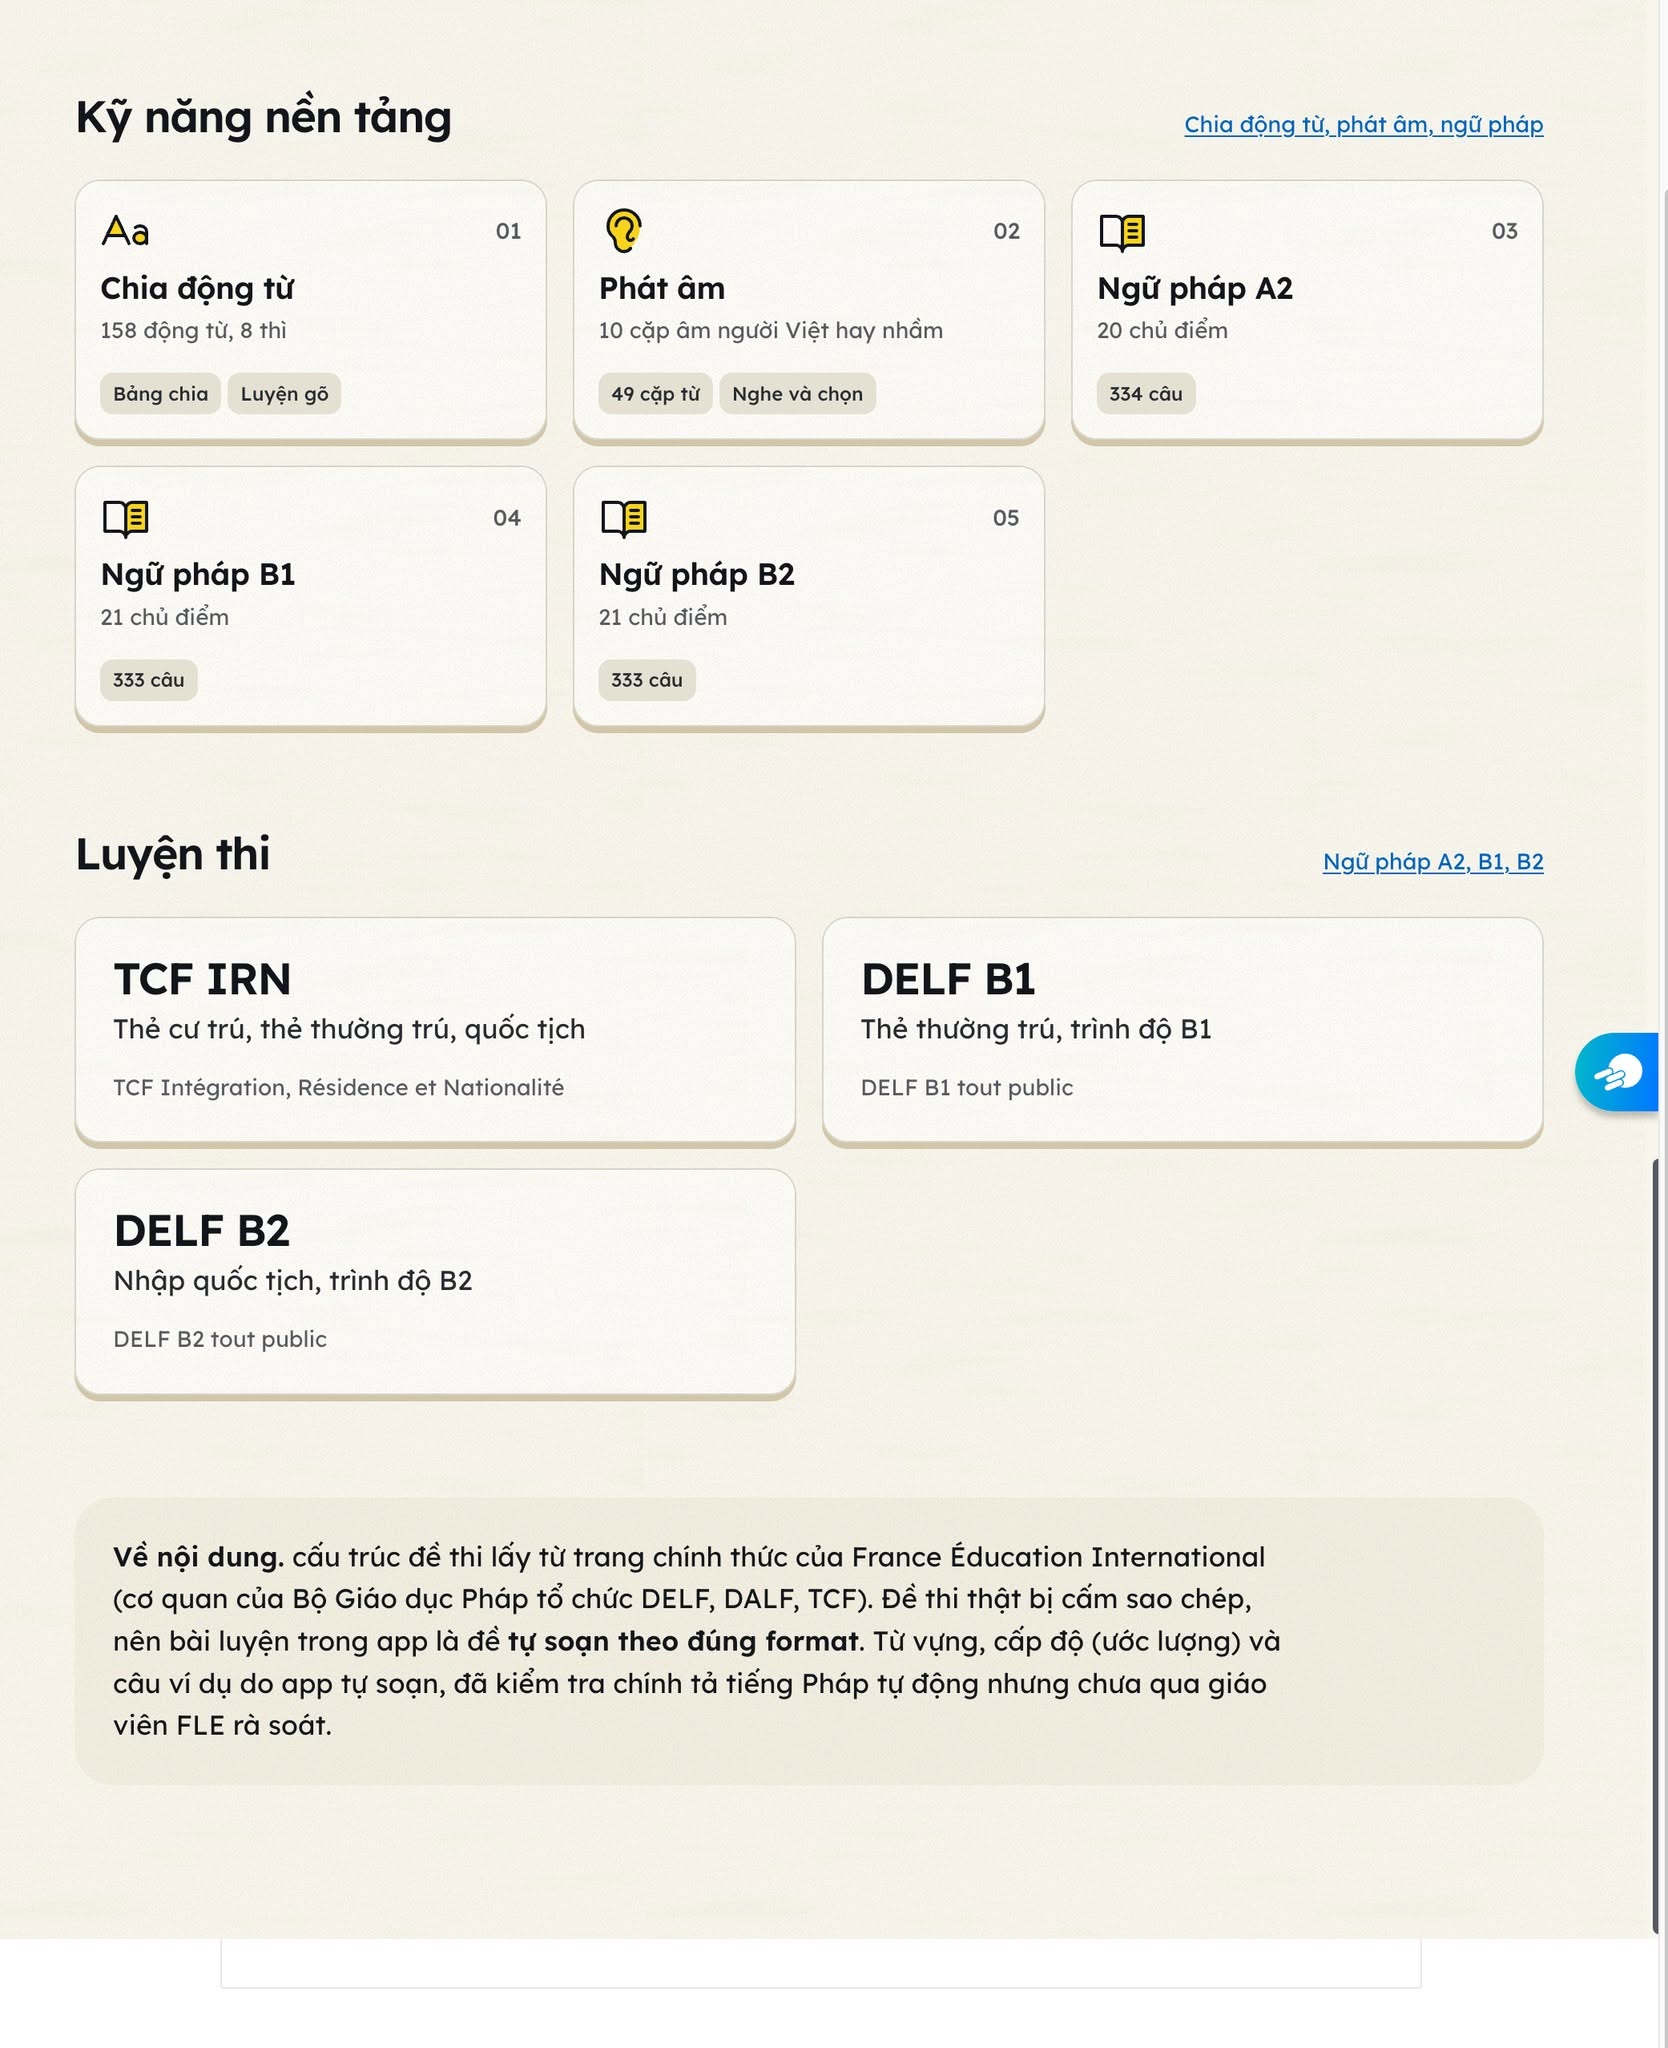 Kỹ năng nền tảng
Chia động từ, phát âm, ngữ pháp
Aa
01
Chia động từ
158 động từ, 8 thì
Bảng chia
Luyện gõ
02
Phát âm
10 cặp âm người Việt hay nhầm
49 cặp từ
Nghe và chọn
03
Ngữ pháp A2
20 chủ điểm
334 câu
04
Ngữ pháp B1
21 chủ điểm
333 câu
05
Ngữ pháp B2
21 chủ điểm
333 câu
Luyện thi
Ngữ pháp A2, B1, B2
TCF IRN
Thẻ cư trú, thẻ thường trú, quốc tịch
TCF Intégration, Résidence et Nationalité
DELF B1
Thẻ thường trú, trình độ B1
DELF B1 tout public
DELF B2
Nhập quốc tịch, trình độ B2
DELF B2 tout public
Về nội dung. cấu trúc đề thi lấy từ trang chính thức của France Éducation International
(cơ quan của Bộ Giáo dục Pháp tổ chức DELF, DALF, TCF). Đề thi thật bị cấm sao chép,
nên bài luyện trong app là đề tự soạn theo đúng format. Từ vựng, cấp độ (ước lượng) và
câu ví dụ do app tự soạn, đã kiểm tra chính tả tiếng Pháp tự động nhưng chưa qua giáo
viên FLE rà soát.